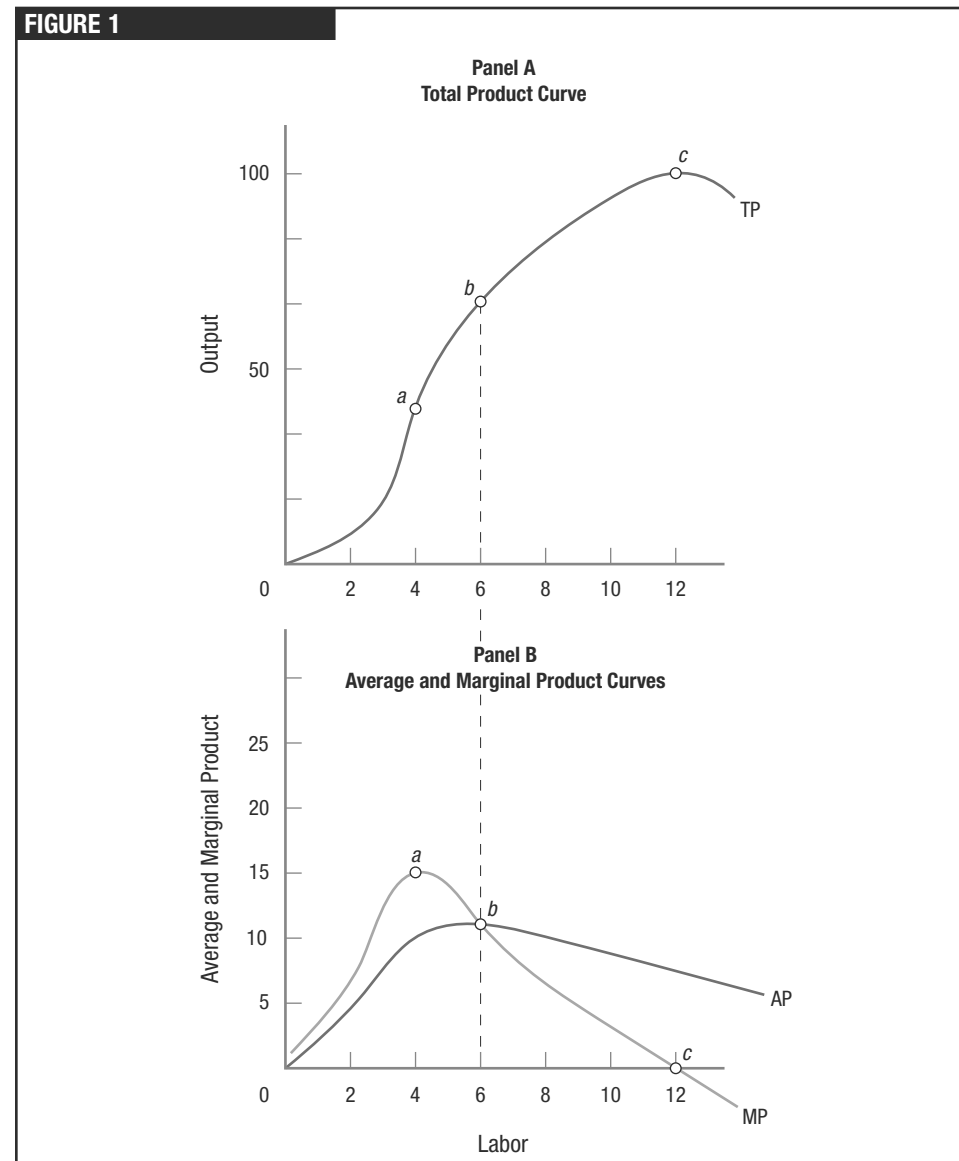 FIGURE 1
Panel A
Total Product Curve
100
50
Output
a
b
c
TP
0 2 4 6 8 10 12
Panel B
Average and Marginal Product Curves
25
20
15
10
5
Average and Marginal Product
a
b
c
AP
MP
0 2 4 6 8 10 12
Labor